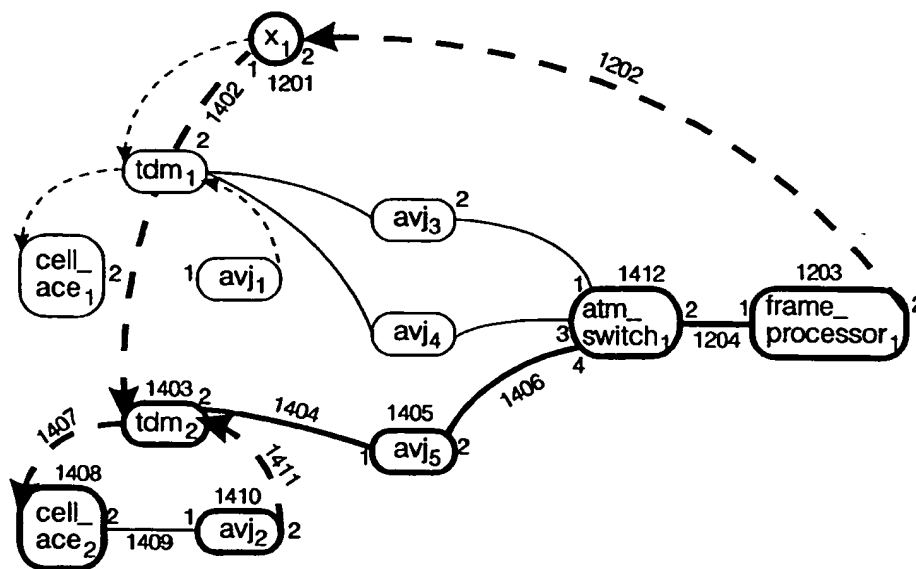 x1
1 2
1201
1202
1402
2
tdm1
2
avj3
cell_
ace1
2
1 avj1
1
1412
1203
atm_
switch1
2
1
frame_
processor1
2
1204
avj4
3
4
1406
1403
2
1404
1405
1407
tdm2
1
avj5
2
1411
1408
1410
cell_
ace2
2
1
avj2
2
1409